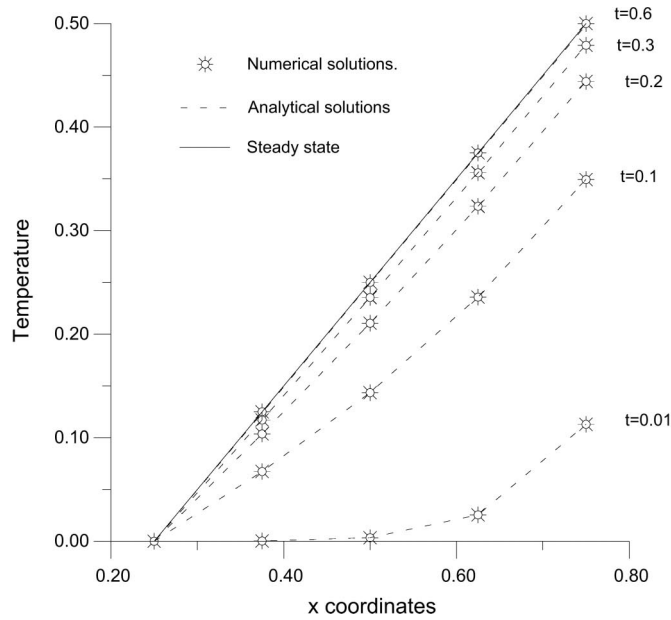 0.50
0.40
0.30
0.20
0.10
0.00
Temperature
Numerical solutions.
Analytical solutions
Steady state
t=0.6
t=0.3
t=0.2
t=0.1
t=0.01
0.20
0.40
0.60
0.80
x coordinates